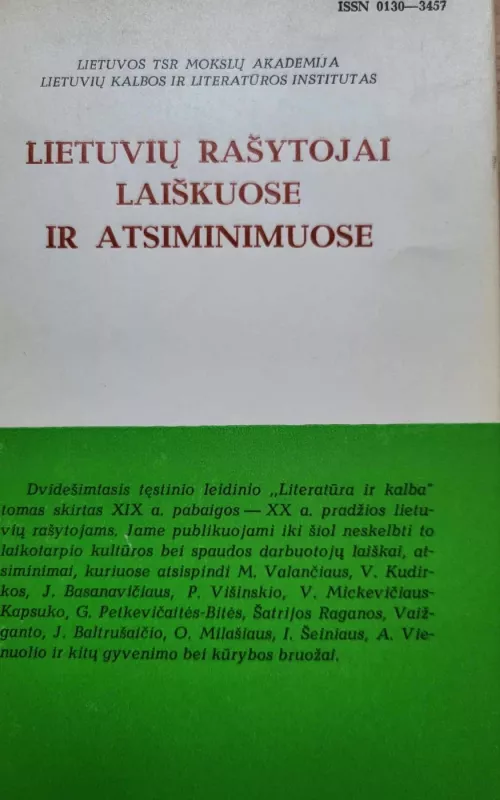 ISSN 0130—3457
LIETUVOS TSR MOKSLŲ AKADEMIJA
LIETUVIŲ KALBOS IR LITERATŪROS INSTITUTAS
LIETUVIŲ RAŠYTOJAI
LAIŠKUOSE
IR ATSIMINIMUOSE
Dvidešimtasis tęstinio leidinio „Literatūra ir kalba"
tomas skirtas XIX a. pabaigos — XX a. pradžios lietu-
vių rašytojams. Jame publikuojami iki šiol neskelbti to
laikotarpio kultūros bei spaudos darbuotojų laiškai, at-
siminimai, kuriuose atsispindi M. Valančiaus, V. Kudir-
kos, J. Basanavičiaus, P. Višinskio, V. Mickevičiaus-
Kapsuko, G. Petkevičaitės-Bitės, Šatrijos Raganos, Vaiž-
ganto, J. Baltrušaičio, O. Milašiaus, I. Šeiniaus, A. Vie-
nuolio ir kitų gyvenimo bei kūrybos bruožai.